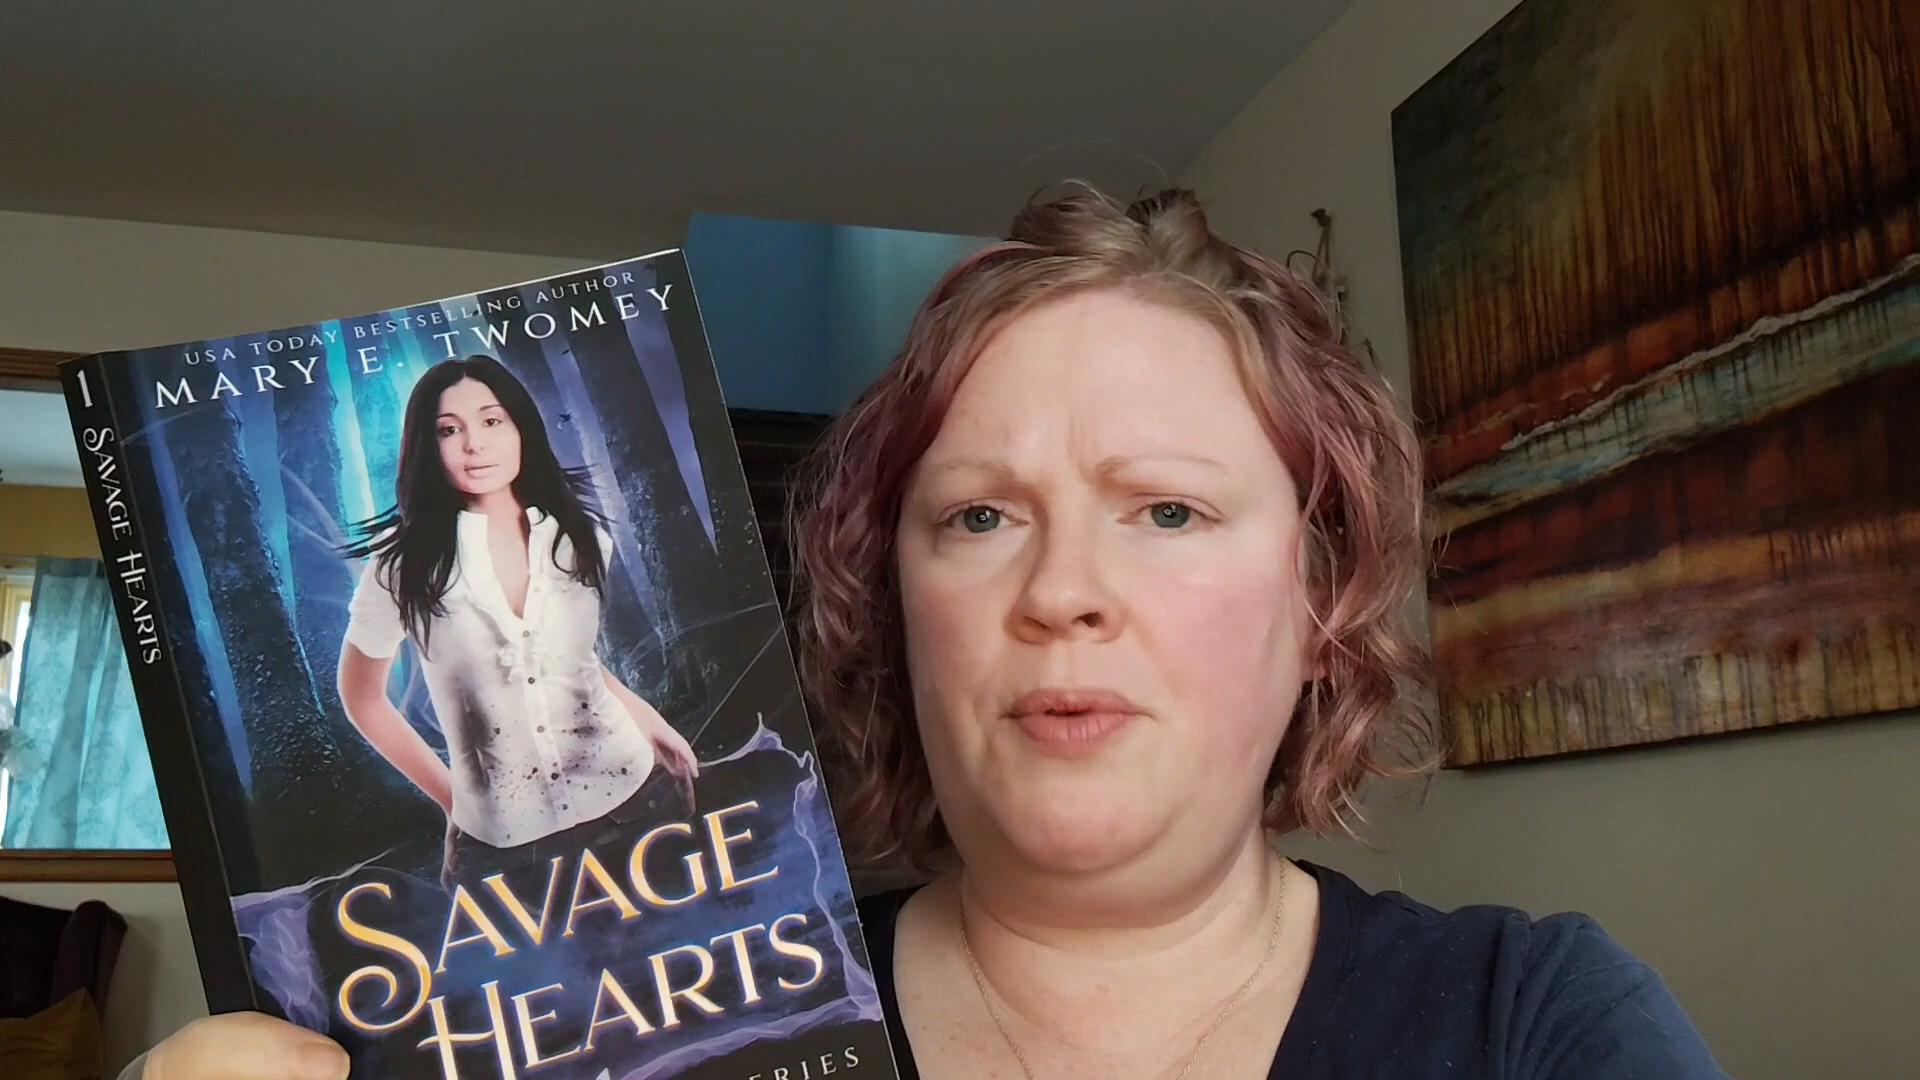 USA TODAY BESTSELLING AUTHOR
MARY E. TWOMEY
1 SAVAGE HEARTS
SAVAGE
HEARTS